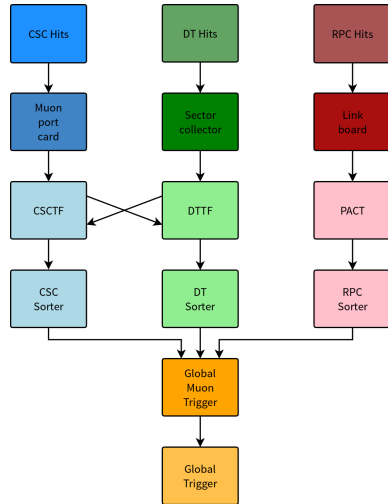 CSC Hits
DT Hits
RPC Hits
Muon
port
card
Sector
collector
Link
board
CSCTF
DTTF
PACT
CSC
Sorter
DT
Sorter
RPC
Sorter
Global
Muon
Trigger
Global
Trigger